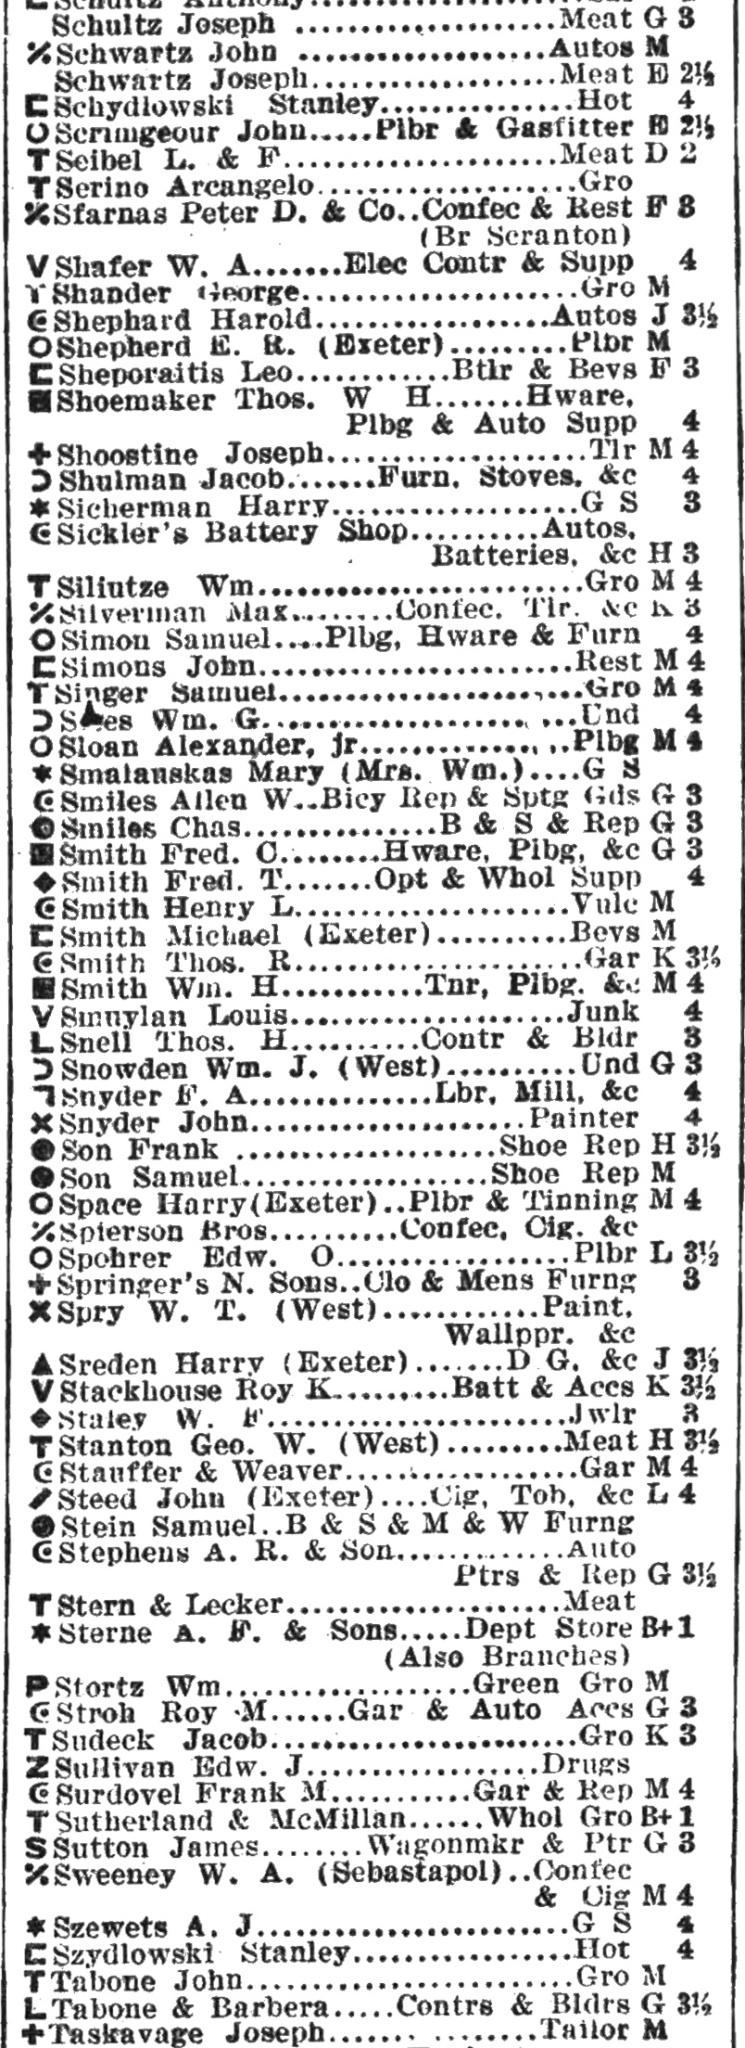 Schultz Anthony
Schultz Joseph ..................Meat G 3
Schwartz John ..................Autos M
Schwartz Joseph..................Meat E 2½
Schydlowski Stanley..............Hot 4
Scrimgeour John.....Plbr & Gasfitter E 2½
T Seibel L. & F...................Meat D 2
T Serino Arcangelo..................Gro
Sfarnas Peter D. & Co..Confec & Rest F 3
(Br Scranton)
V Shafer W. A.......Elec Contr & Supp 4
T Shander George...................Gro M
Shephard Harold................Autos J 3½
O Shepherd E. R. (Exeter).........Plbr M
Sheporaitis Leo...........Btlr & Bevs F 3
Shoemaker Thos. W H.......Hware,
Plbg & Auto Supp 4
+ Shoostine Joseph..................Tlr M 4
Shulman Jacob.......Furn, Stoves, &c 4
* Sicherman Harry..................G S 3
Sickler's Battery Shop..........Autos,
Batteries, &c H 3
T Siliutze Wm......................Gro M 4
Silverman Max.........Confec, Tlr, &c K 3
O Simon Samuel....Plbg, Hware & Furn 4
Simons John......................Rest M 4
T Singer Samuel....................Gro M 4
Wm. G......................Und 4
O Sloan Alexander, jr..............Plbg M 4
* Smalanskas Mary (Mrs. Wm.)....G S
Smiles Allen W..Bicy Rep & Sptg Gds G 3
Smiles Chas..............B & S & Rep G 3
Smith Fred. C........Hware, Plbg, &c G 3
◆ Smith Fred. T.......Opt & Whol Supp 4
Smith Henry L....................Vulc M
Smith Michael (Exeter)..........Bevs M
Smith Thos. R....................Gar K 3½
Smith Wm. H..........Tnr, Plbg, &c M 4
V Smuylan Louis...................Junk 4
L Snell Thos. H..........Contr & Bldr 3
Snowden Wm. J. (West)..........Und G 3
Snyder F. A.............Lbr, Mill, &c 4
Snyder John...................Painter 4
● Son Frank ...................Shoe Rep H 3½
● Son Samuel..................Shoe Rep M
O Space Harry(Exeter)..Plbr & Tinning M 4
Spierson Bros..........Confec, Cig, &c
O Spohrer Edw. O.................Plbr L 3½
+ Springer's N. Sons..Clo & Mens Furng 3
Spry W. T. (West)............Paint,
Wallppr, &c
▲ Sreden Harry (Exeter).......D G, &c J 3½
V Stackhouse Roy K.........Batt & Accs K 3½
◆ Staley W. F......................Jwlr 3
T Stanton Geo. W. (West).........Meat H 3½
Stauffer & Weaver................Gar M 4
Steed John (Exeter)....Cig, Tob, &c L 4
● Stein Samuel..B & S & M & W Furng
Stephens A. R. & Son............Auto
Ptrs & Rep G 3½
T Stern & Lecker...................Meat
* Sterne A. F. & Sons.....Dept Store B+1
(Also Branches)
P Stortz Wm..................Green Gro M
Stroh Roy M......Gar & Auto Accs G 3
T Sudeck Jacob.....................Gro K 3
Z Sullivan Edw. J.................Drugs
Surdovel Frank M..........Gar & Rep M 4
T Sutherland & McMillan......Whol Gro B+1
S Sutton James........Wagonmkr & Ptr G 3
Sweeney W. A. (Sebastapol)..Confec
& Cig M 4
* Szewets A. J......................G S 4
Szydlowski Stanley................Hot 4
T Tabone John.......................Gro M
L Tabone & Barbera.....Contrs & Bldrs G 3½
+ Taskavage Joseph...............Tailor M